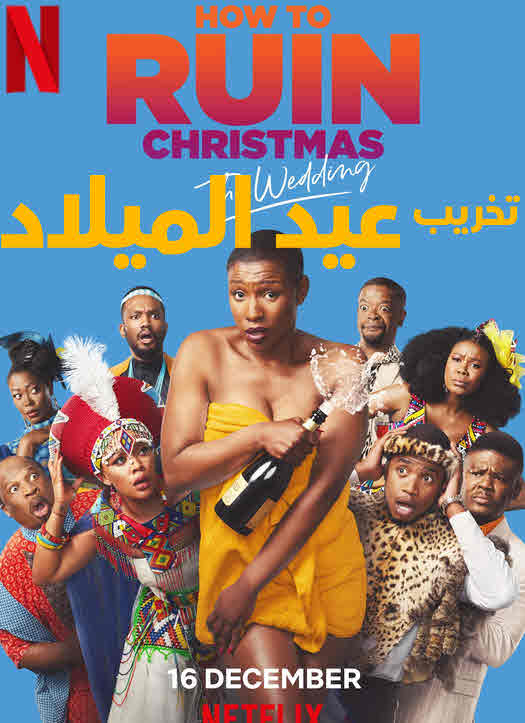 N
HOW TO
RUIN
CHRISTMAS
The Wedding
تخريب عيد الميلاد
16 DECEMBER
NETFLIX